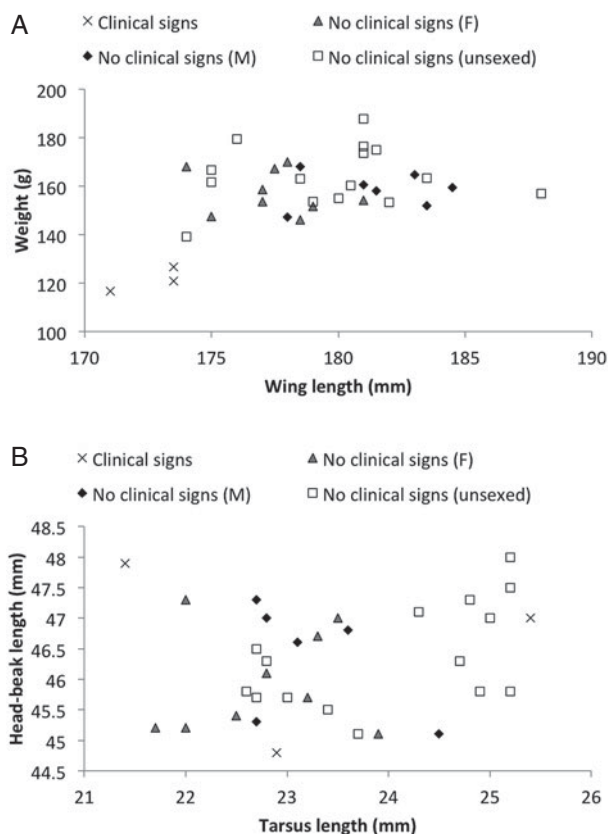 A
Clinical signs No clinical signs (F)
No clinical signs (M) No clinical signs (unsexed)
200
180
160
140
120
100
Weight (g)
170 175 180 185 190
Wing length (mm)
B
Clinical signs No clinical signs (F)
No clinical signs (M) No clinical signs (unsexed)
48.5
48
47.5
47
46.5
46
45.5
45
44.5
Head-beak length (mm)
21 22 23 24 25 26
Tarsus length (mm)